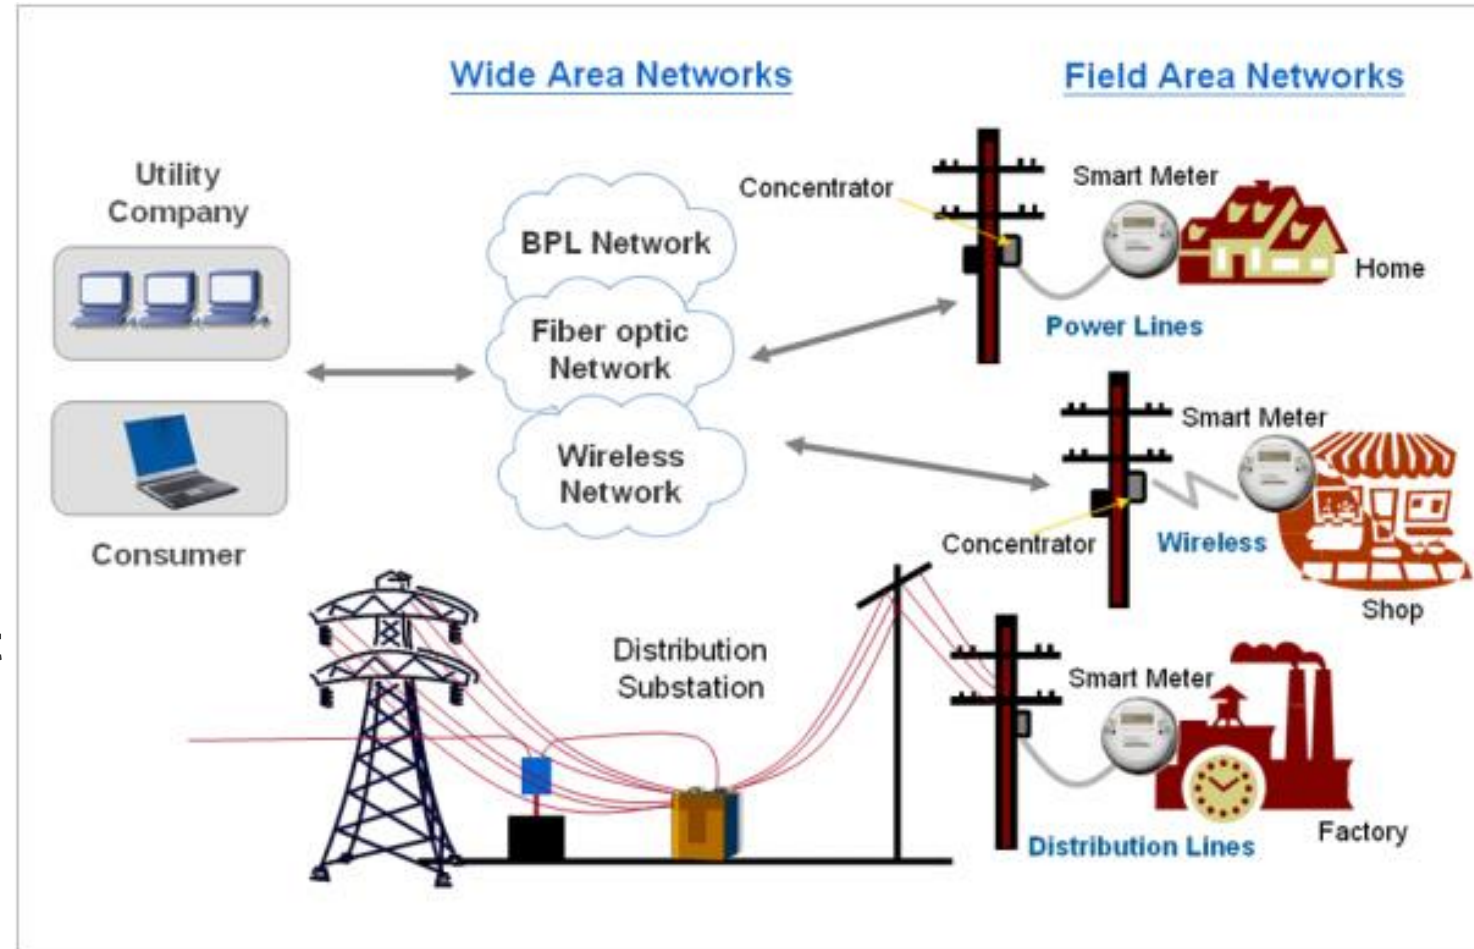 Wide Area Networks
Field Area Networks
Utility
Company
Concentrator
Smart Meter
BPL Network
Home
Fiber optic
Network
Power Lines
Smart Meter
Wireless
Network
Consumer
Concentrator
Wireless
Shop
Distribution
Substation
Smart Meter
Factory
Distribution Lines